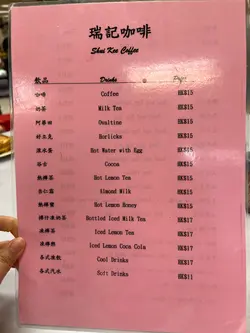 瑞記咖啡
Shui Kee Coffee
飲品 Drinks
咖啡 Coffee HK$15
奶茶 Milk Tea HK$15
阿華田 Ovaltine HK$15
好立克 Horlicks HK$15
滾水蛋 Hot Water with Egg HK$15
谷古 Cocoa HK$15
熱檸茶 Hot Lemon Tea HK$15
杏仁霜 Almond Milk HK$15
熱檸蜜 Hot Lemon Honey HK$15
樽仔凍奶茶 Bottled Iced Milk Tea HK$17
凍檸茶 Iced Lemon Tea HK$17
凍檸樂 Iced Lemon Coca Cola HK$17
各式凍飲 Cool Drinks HK$17
各式汽水 Soft Drinks HK$11